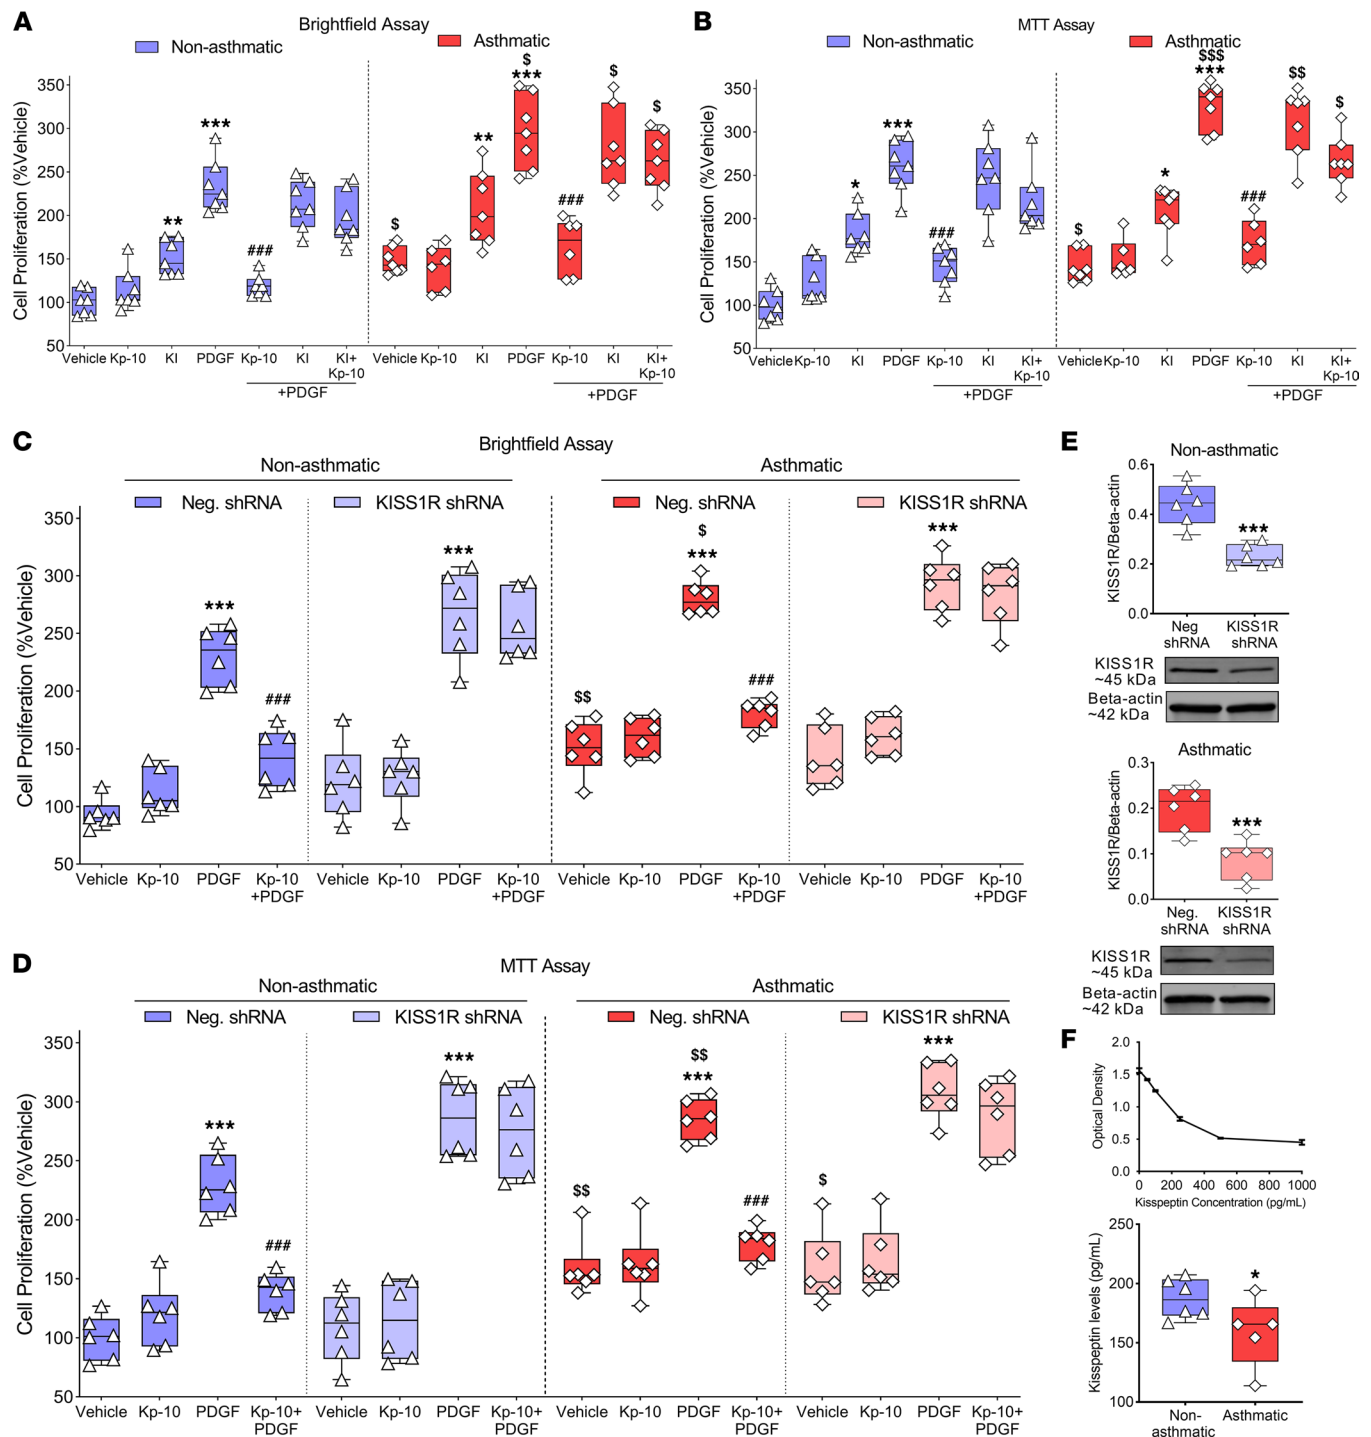 A
Brightfield Assay
Non-asthmatic
Asthmatic
Cell Proliferation (%Vehicle)
350
300
250
200
150
100
50
** *** ### $ ** $ *** ### $ $
Vehicle Kp-10 KI PDGF Kp-10 KI KI+ Kp-10 Vehicle Kp-10 KI PDGF Kp-10 KI KI+ Kp-10
+PDGF +PDGF
B
MTT Assay
Non-asthmatic
Asthmatic
Cell Proliferation (%Vehicle)
350
300
250
200
150
100
50
* *** ### $ * $$$ *** ### $$ $
Vehicle Kp-10 KI PDGF Kp-10 KI KI+ Kp-10 Vehicle Kp-10 KI PDGF Kp-10 KI KI+ Kp-10
+PDGF +PDGF
C
Brightfield Assay
Non-asthmatic Asthmatic
Neg. shRNA KISS1R shRNA Neg. shRNA KISS1R shRNA
Cell Proliferation (%Vehicle)
350
300
250
200
150
100
50
*** ### *** $$ $ *** ### ***
Vehicle Kp-10 PDGF Kp-10 +PDGF Vehicle Kp-10 PDGF Kp-10 +PDGF Vehicle Kp-10 PDGF Kp-10 +PDGF Vehicle Kp-10 PDGF Kp-10 +PDGF
D
MTT Assay
Non-asthmatic Asthmatic
Neg. shRNA KISS1R shRNA Neg. shRNA KISS1R shRNA
Cell Proliferation (%Vehicle)
350
300
250
200
150
100
50
*** ### *** $$ $$ *** ### $ ***
Vehicle Kp-10 PDGF Kp-10+ PDGF Vehicle Kp-10 PDGF Kp-10+ PDGF Vehicle Kp-10 PDGF Kp-10+ PDGF Vehicle Kp-10 PDGF Kp-10+ PDGF
E
Non-asthmatic
KISS1R/Beta-actin
0.6
0.4
0.2
0.0
***
Neg KISS1R
shRNA shRNA
KISS1R
~45 kDa
Beta-actin
~42 kDa
Asthmatic
KISS1R/Beta-actin
0.3
0.2
0.1
0.0
***
Neg. KISS1R
shRNA shRNA
KISS1R
~45 kDa
Beta-actin
~42 kDa
F
Optical Density
2.0
1.5
1.0
0.5
0.0
0 200 400 600 800 1000
Kisspeptin Concentration (pg/mL)
Kisspeptin levels (pg/mL)
250
200
150
100
*
Non-
asthmatic
Asthmatic